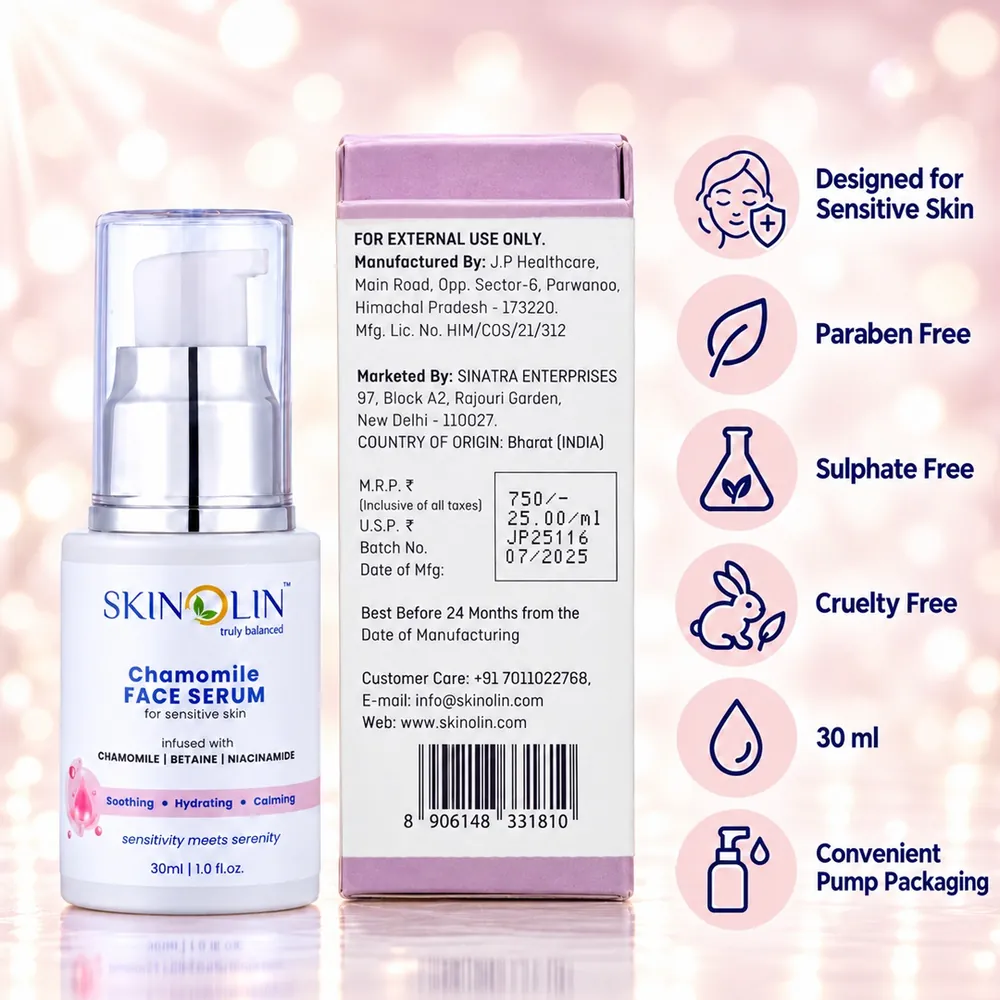 SKINOLIN™
truly balanced
Chamomile
FACE SERUM
for sensitive skin
infused with
CHAMOMILE | BETAINE | NIACINAMIDE
Soothing • Hydrating • Calming
sensitivity meets serenity
30ml | 1.0 fl.oz.
FOR EXTERNAL USE ONLY.
Manufactured By: J.P Healthcare,
Main Road, Opp. Sector-6, Parwanoo,
Himachal Pradesh - 173220.
Mfg. Lic. No. HIM/COS/21/312
Marketed By: SINATRA ENTERPRISES
97, Block A2, Rajouri Garden,
New Delhi - 110027.
COUNTRY OF ORIGIN: Bharat (INDIA)
M.R.P. ₹ 750/-
(Inclusive of all taxes)
U.S.P. ₹ 25.00/ml
Batch No. JP25116
Date of Mfg: 07/2025
Best Before 24 Months from the
Date of Manufacturing
Customer Care: +91 7011022768,
E-mail: info@skinolin.com
Web: www.skinolin.com
8 906148 331810
Designed for
Sensitive Skin
Paraben Free
Sulphate Free
Cruelty Free
30 ml
Convenient
Pump Packaging